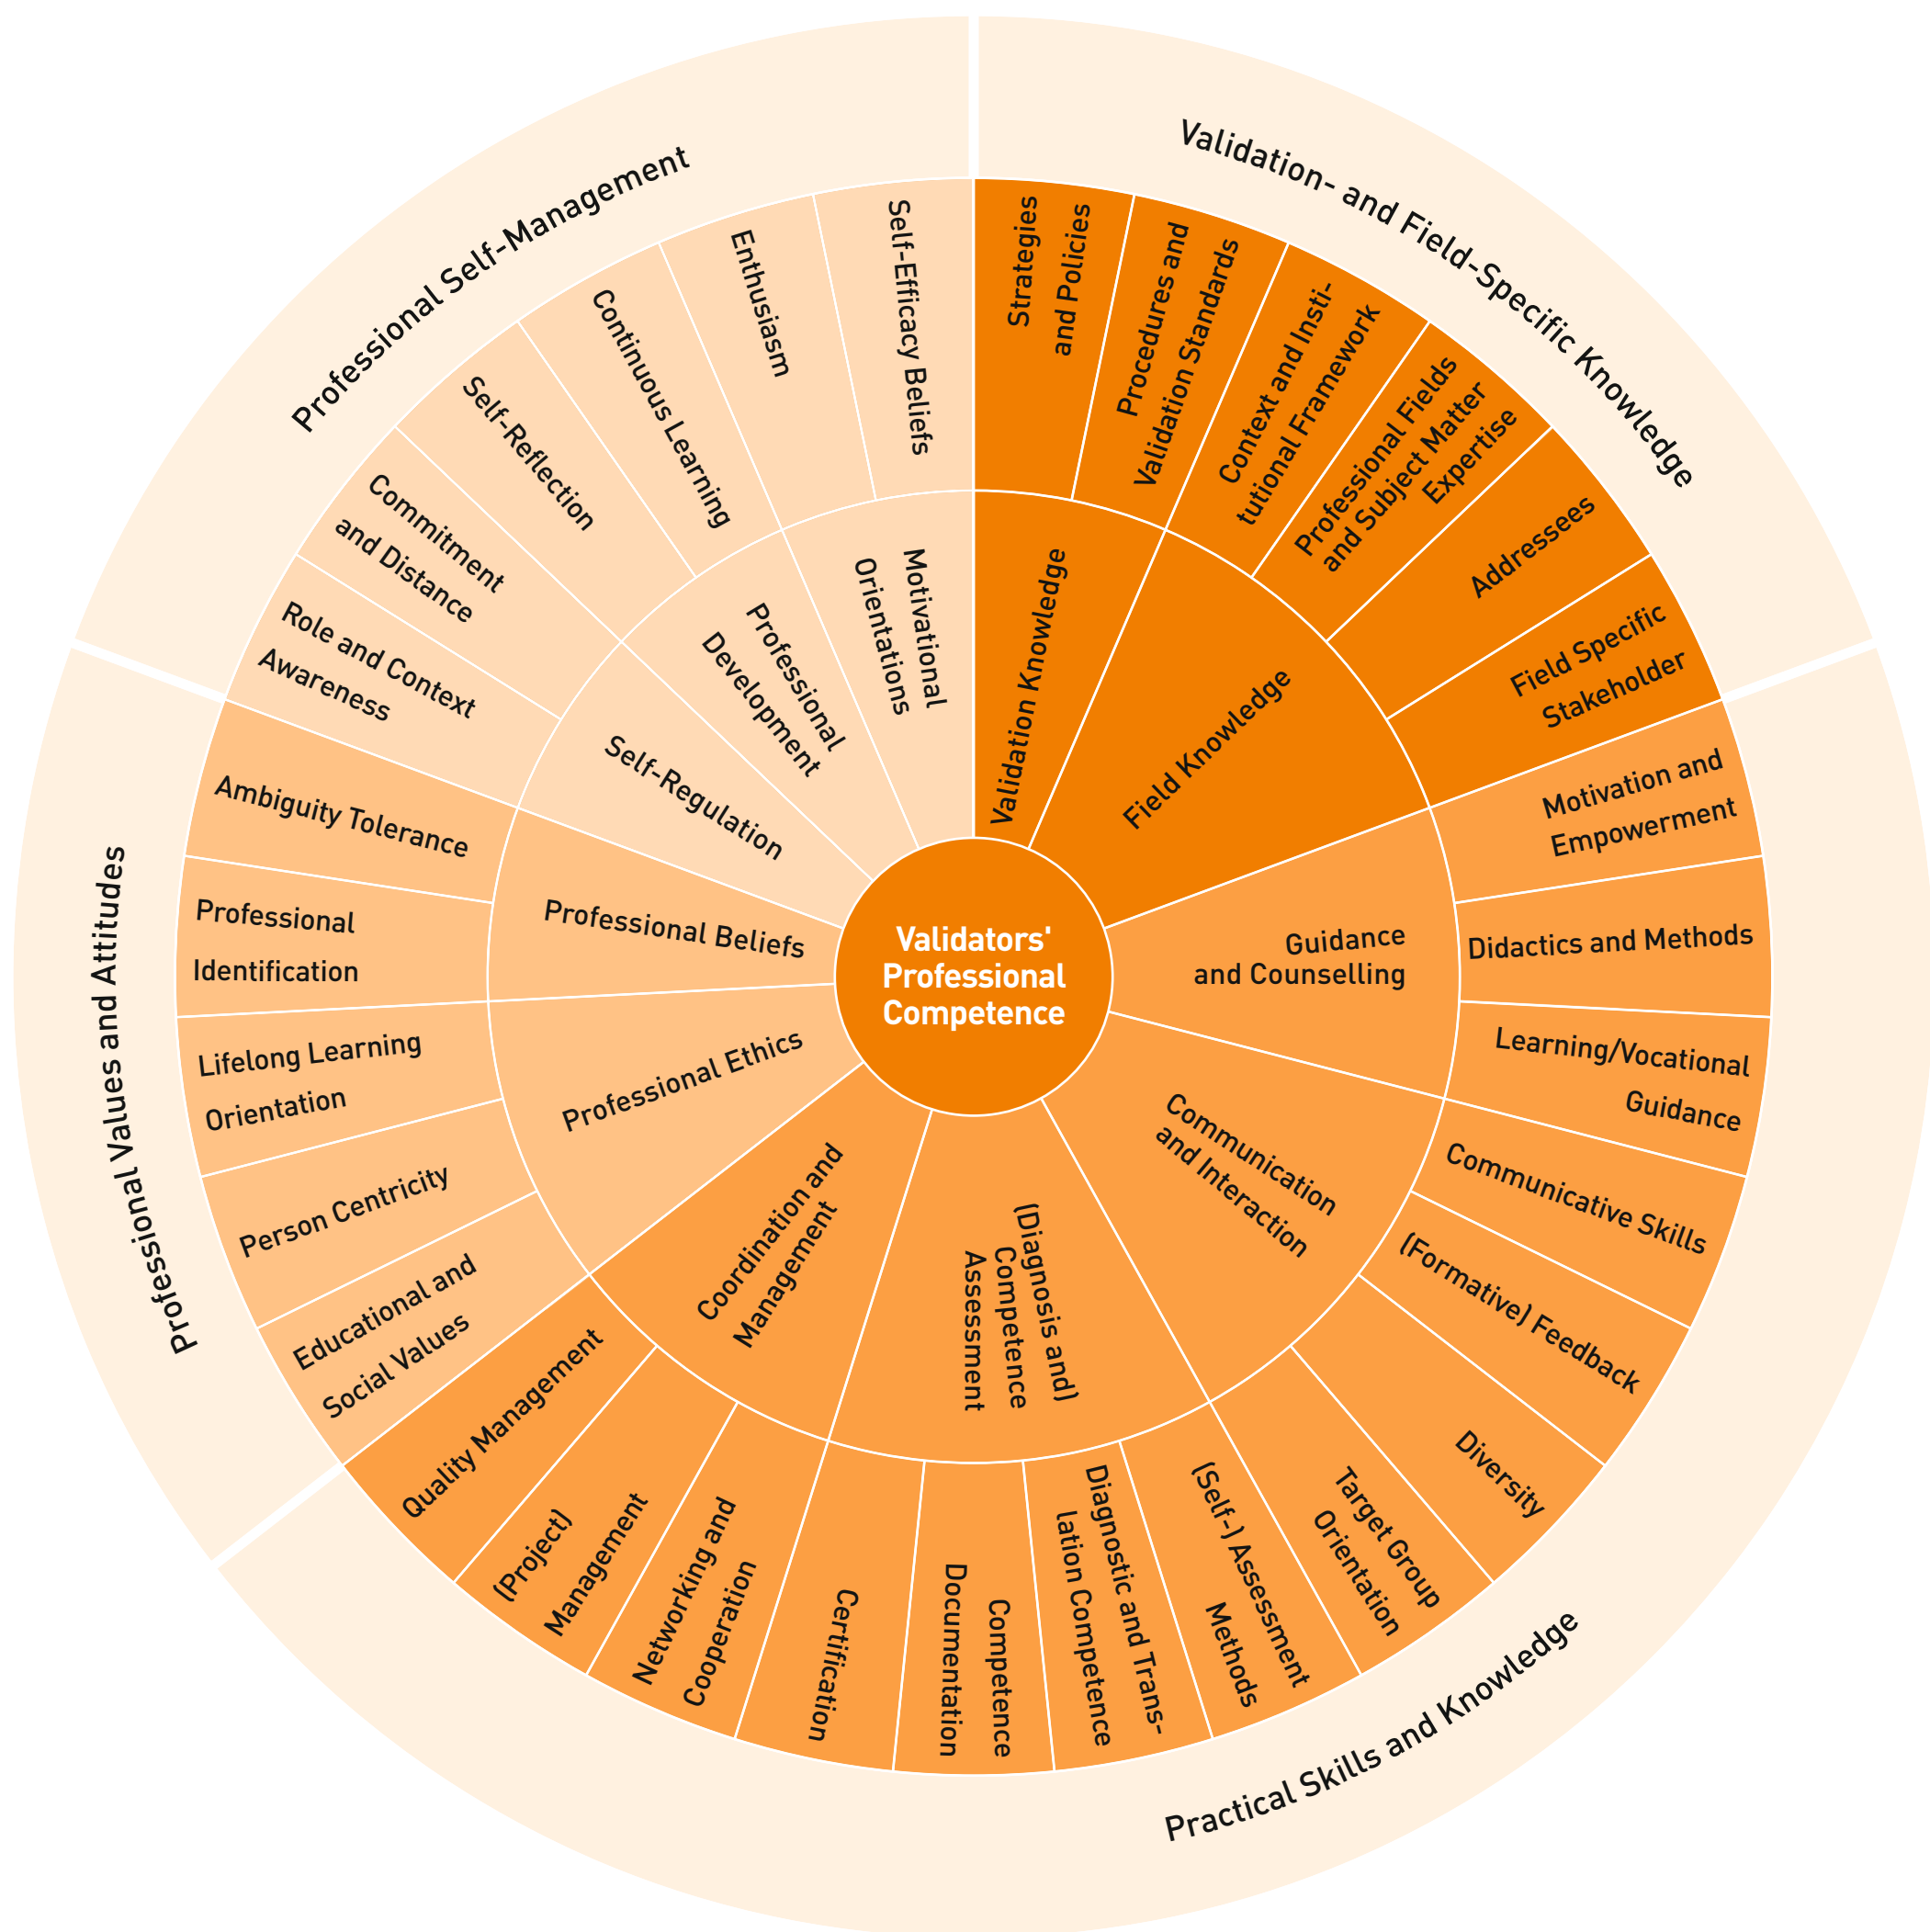 Validators'
Professional
Competence
Validation- and Field-Specific Knowledge
Validation Knowledge
Strategies
and Policies
Procedures and
Validation Standards
Field Knowledge
Context and Insti-
tutional Framework
Professional Fields
and Subject Matter
Expertise
Addressees
Field Specific
Stakeholder
Practical Skills and Knowledge
Guidance
and Counselling
Motivation and
Empowerment
Didactics and Methods
Learning/Vocational
Guidance
Communication
and Interaction
Communicative Skills
(Formative) Feedback
Diversity
Target Group
Orientation
(Diagnosis and)
Competence
Assessment
(Self-) Assessment
Methods
Diagnostic and Trans-
lation Competence
Competence
Documentation
Certification
Coordination and
Management
Networking and
Cooperation
(Project)
Management
Quality Management
Professional Values and Attitudes
Professional Ethics
Educational and
Social Values
Person Centricity
Lifelong Learning
Orientation
Professional Beliefs
Professional
Identification
Ambiguity Tolerance
Professional Self-Management
Self-Regulation
Role and Context
Awareness
Commitment
and Distance
Professional
Development
Self-Reflection
Continuous Learning
Motivational
Orientations
Enthusiasm
Self-Efficacy Beliefs